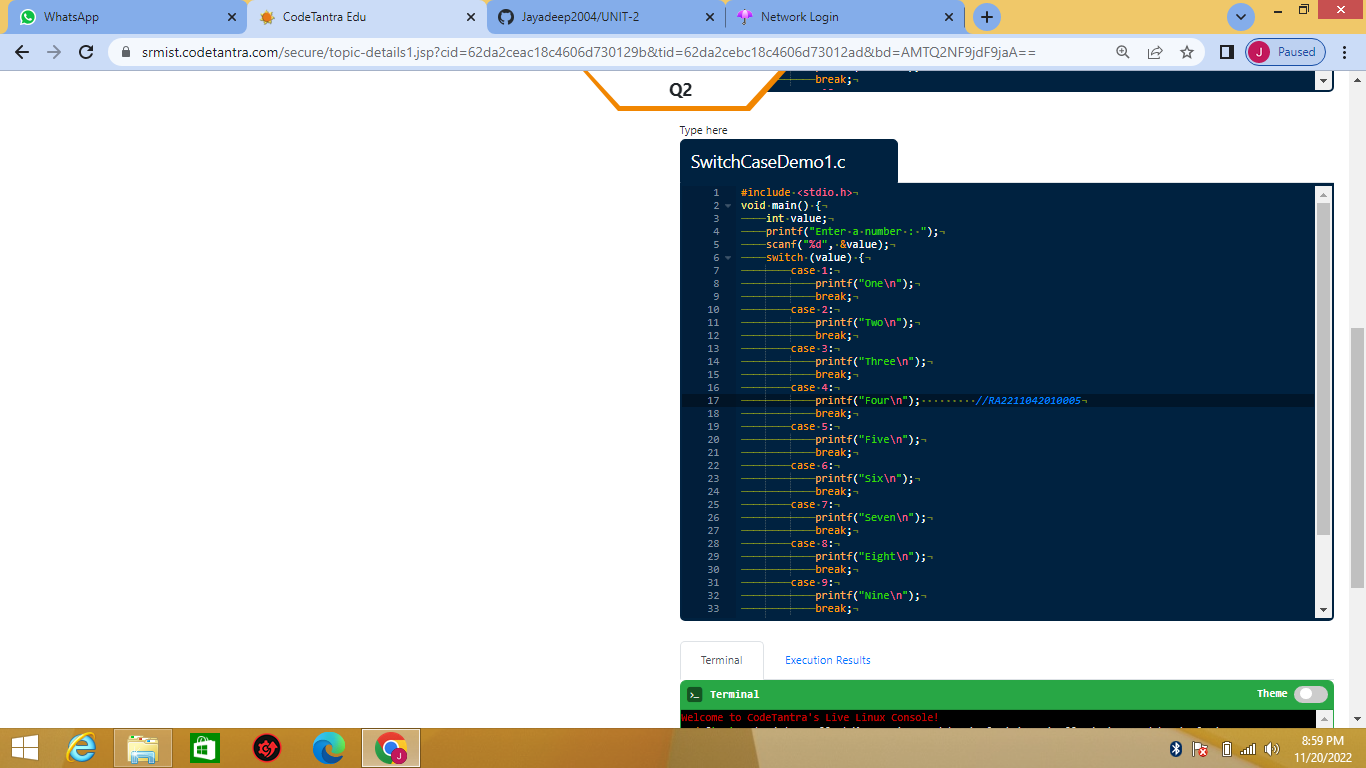 WhatsApp
CodeTantra Edu
Jayadeep2004/UNIT-2
Network Login
srmist.codetantra.com/secure/topic-details1.jsp?cid=62da2ceac18c4606d730129b&tid=62da2cebc18c4606d73012ad&bd=AMTQ2NF9jdF9jaA==
J Paused
Q2
break;
Type here
SwitchCaseDemo1.c
1 #include <stdio.h>
2 void main() {
3 int value;
4 printf("Enter a number : ");
5 scanf("%d", &value);
6 switch (value) {
7 case 1:
8 printf("One\n");
9 break;
10 case 2:
11 printf("Two\n");
12 break;
13 case 3:
14 printf("Three\n");
15 break;
16 case 4:
17 printf("Four\n"); //RA2211042010005
18 break;
19 case 5:
20 printf("Five\n");
21 break;
22 case 6:
23 printf("Six\n");
24 break;
25 case 7:
26 printf("Seven\n");
27 break;
28 case 8:
29 printf("Eight\n");
30 break;
31 case 9:
32 printf("Nine\n");
33 break;
Terminal
Execution Results
Terminal
Theme
Welcome to CodeTantra's Live Linux Console!
J
8:59 PM
11/20/2022